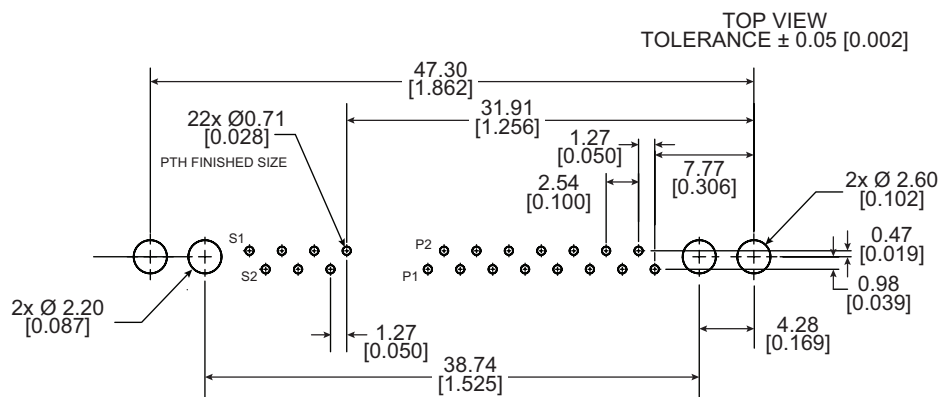 TOP VIEW
TOLERANCE ± 0.05 [0.002]
47.30
[1.862]
31.91
[1.256]
22x Ø0.71
[0.028]
PTH FINISHED SIZE
1.27
[0.050]
7.77
[0.306]
2.54
[0.100]
2x Ø 2.60
[0.102]
S1
P2
0.47
[0.019]
S2
P1
0.98
[0.039]
2x Ø 2.20
[0.087]
1.27
[0.050]
4.28
[0.169]
38.74
[1.525]